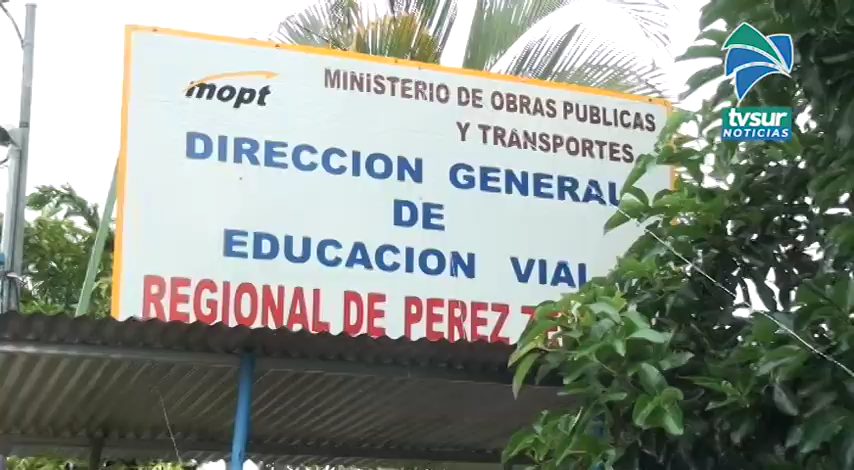 mopt
MINISTERIO DE OBRAS PUBLICAS
Y TRANSPORTES
DIRECCION GENERAL
DE
EDUCACION VIAL
REGIONAL DE PEREZ
tvsur
NOTICIAS